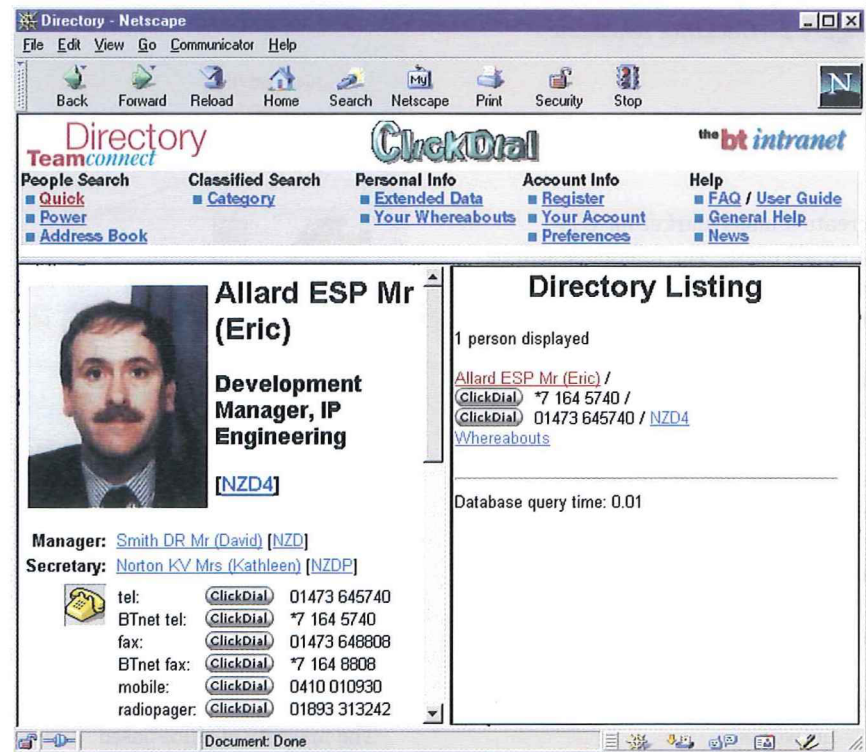 Directory - Netscape
File Edit View Go Communicator Help
Back Forward Reload Home Search Netscape Print Security Stop
My
N
Directory
Teamconnect
ClickDial
the bt intranet
People Search Classified Search Personal Info Account Info Help
Quick Category Extended Data Register FAQ / User Guide
Power Your Whereabouts Your Account General Help
Address Book Preferences News
Allard ESP Mr
(Eric)
Development
Manager, IP
Engineering
[NZD4]
Manager: Smith DR Mr (David) [NZD]
Secretary: Norton KV Mrs (Kathleen) [NZDP]
tel: ClickDial 01473 645740
BTnet tel: ClickDial *7 164 5740
fax: ClickDial 01473 648808
BTnet fax: ClickDial *7 164 8808
mobile: ClickDial 0410 010930
radiopager: ClickDial 01893 313242
Directory Listing
1 person displayed
Allard ESP Mr (Eric) /
ClickDial *7 164 5740 /
ClickDial 01473 645740 / NZD4
Whereabouts
Database query time: 0.01
Document: Done